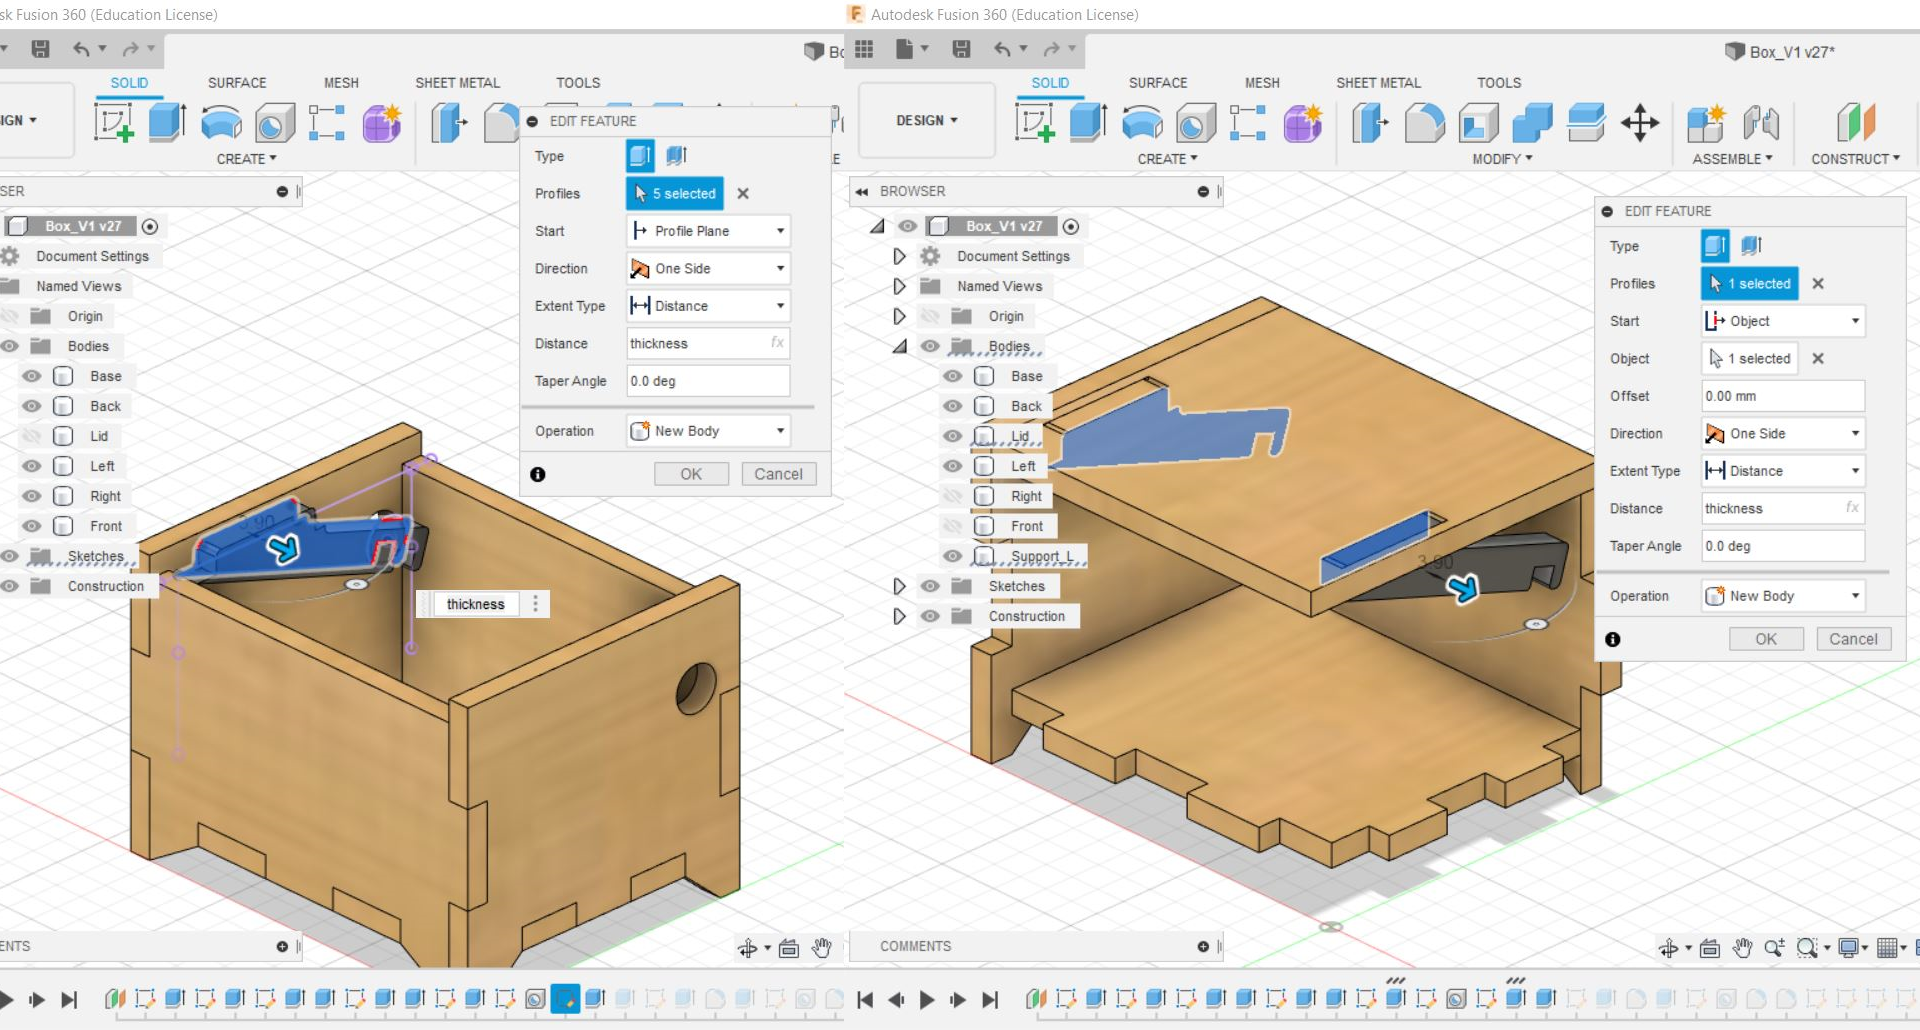 sk Fusion 360 (Education License)
SOLID SURFACE MESH SHEET METAL TOOLS
IGN
CREATE
EDIT FEATURE
Type
Profiles 5 selected
Start Profile Plane
Direction One Side
Extent Type Distance
Distance thickness fx
Taper Angle 0.0 deg
Operation New Body
OK Cancel
SER
Box_V1 v27
Document Settings
Named Views
Origin
Bodies
Base
Back
Lid
Left
Right
Front
Sketches
Construction
3.90
thickness
ENTS
Autodesk Fusion 360 (Education License)
Box_V1 v27*
SOLID SURFACE MESH SHEET METAL TOOLS
DESIGN
CREATE MODIFY ASSEMBLE CONSTRUCT
BROWSER
Box_V1 v27
Document Settings
Named Views
Origin
Bodies
Base
Back
Lid
Left
Right
Front
Support_L
Sketches
Construction
3.90
EDIT FEATURE
Type
Profiles 1 selected
Start Object
Object 1 selected
Offset 0.00 mm
Direction One Side
Extent Type Distance
Distance thickness fx
Taper Angle 0.0 deg
Operation New Body
OK Cancel
COMMENTS